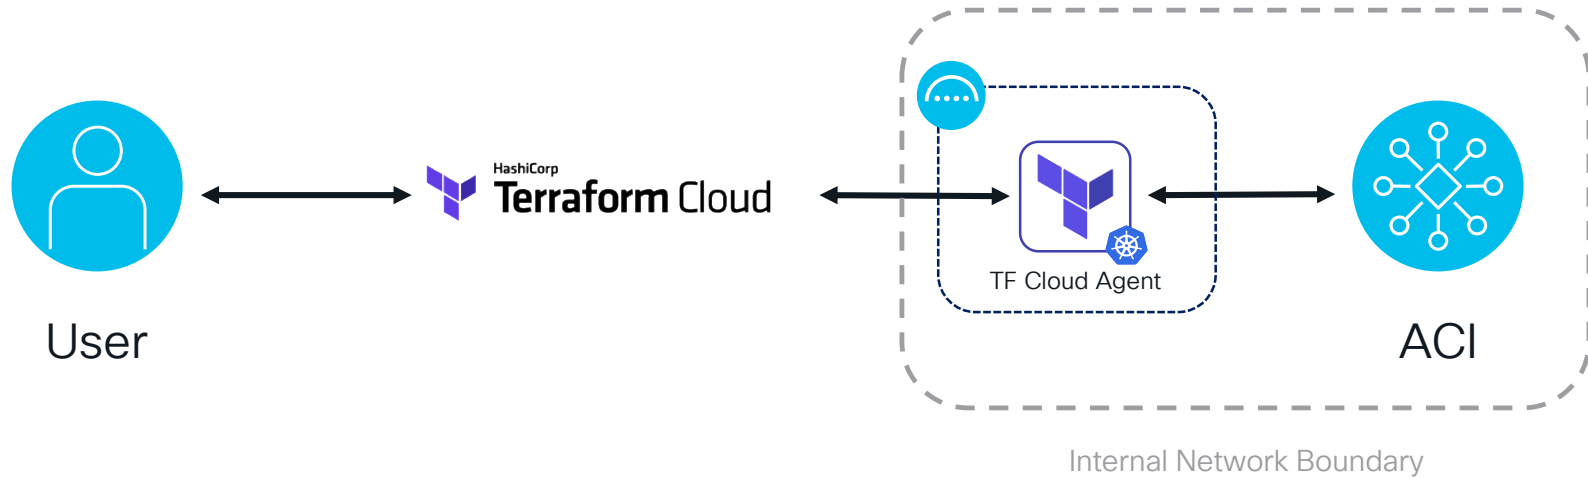 User
HashiCorp
Terraform Cloud
TF Cloud Agent
ACI
Internal Network Boundary